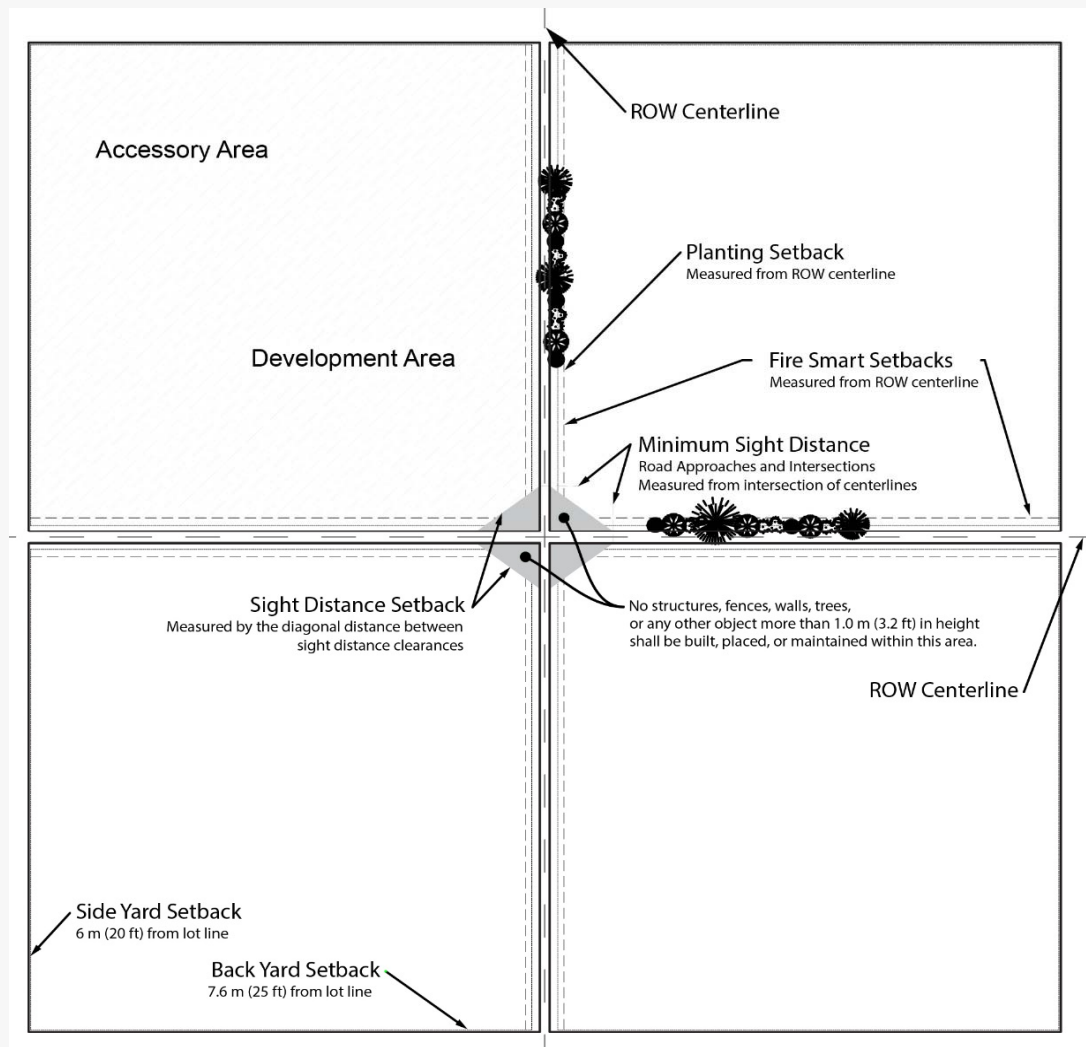 ROW Centerline
Accessory Area
Planting Setback
Measured from ROW centerline
Development Area
Fire Smart Setbacks
Measured from ROW centerline
Minimum Sight Distance
Road Approaches and Intersections
Measured from intersection of centerlines
Sight Distance Setback
Measured by the diagonal distance between
sight distance clearances
No structures, fences, walls, trees,
or any other object more than 1.0 m (3.2 ft) in height
shall be built, placed, or maintained within this area.
ROW Centerline
Side Yard Setback
6 m (20 ft) from lot line
Back Yard Setback
7.6 m (25 ft) from lot line